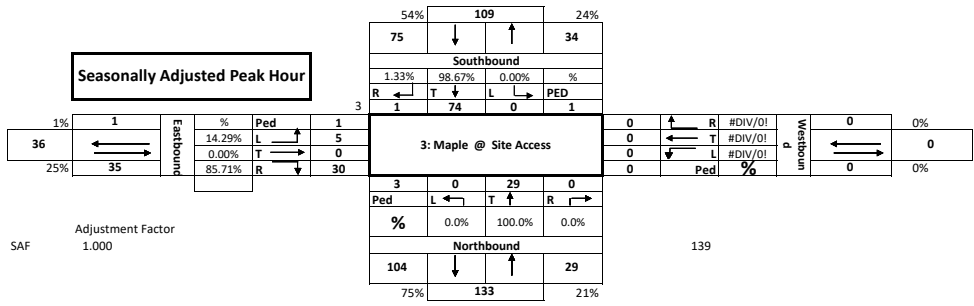 54% 109 24%
75 34
Southbound
Seasonally Adjusted Peak Hour
1.33% 98.67% 0.00% %
R T L PED
3 1 74 0 1
1% 1 Eastbound % Ped 1 3: Maple @ Site Access 0 R #DIV/0! Westbound 0 0%
36 14.29% L 5 0 T #DIV/0! 0
0.00% T 0 0 L #DIV/0!
25% 35 85.71% R 30 0 Ped % 0 0%
3 0 29 0
Ped L T R
% 0.0% 100.0% 0.0%
Adjustment Factor
SAF 1.000 Northbound 139
104 29
75% 133 21%